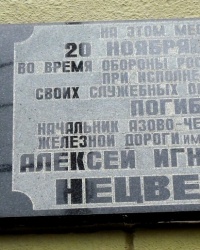 НА ЭТОМ МЕ
20 НОЯБРЯ
ВО ВРЕМЯ ОБОРОНЫ РОС
ПРИ ИСПОЛНЕ
СВОИХ СЛУЖЕБНЫХ ОБ
ПОГИБ
НАЧАЛЬНИК АЗОВО-ЧЕ
ЖЕЛЕЗНОЙ ДОРОГИ ИМ
АЛЕКСЕЙ ИГН
НЕЦВЕ